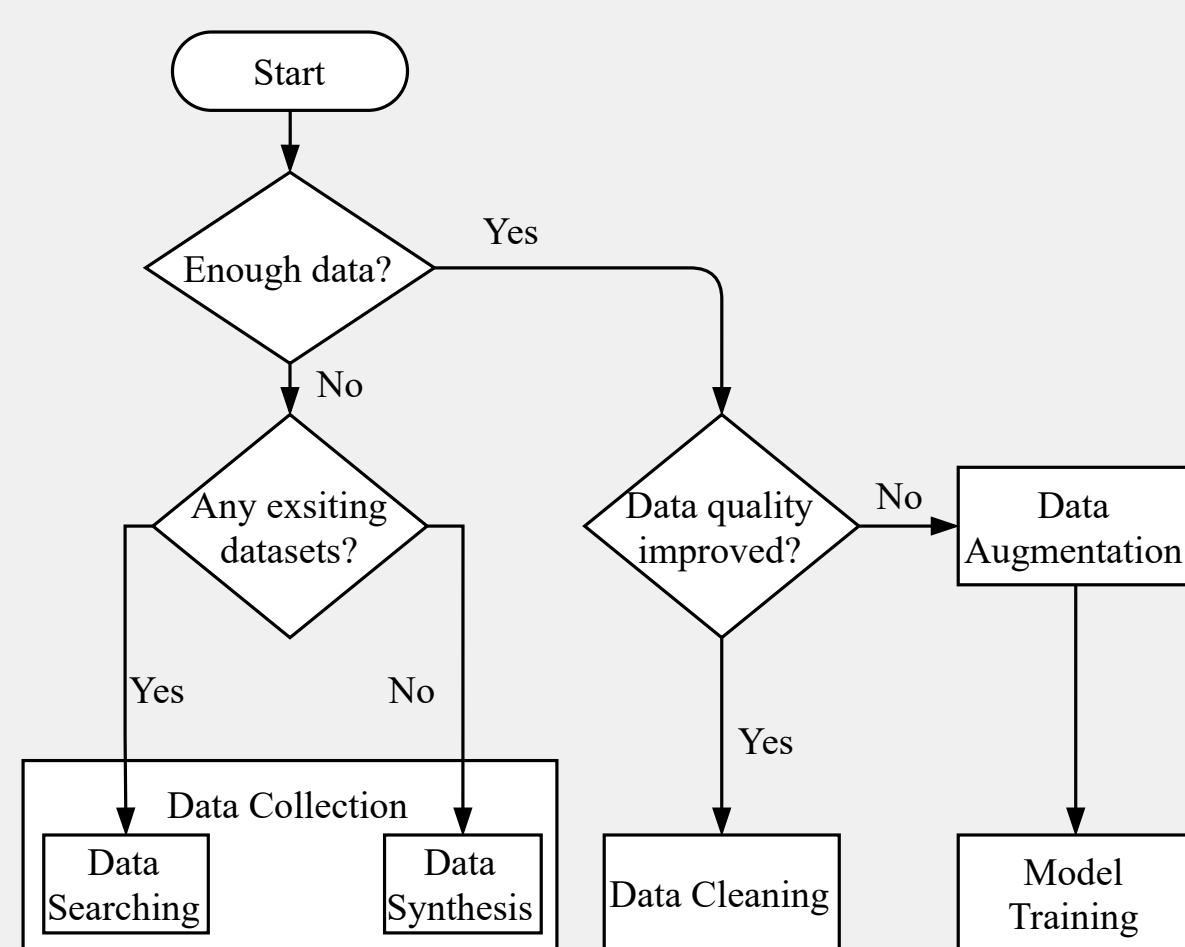 Start
Yes
Enough data?
No
Any exsiting
datasets?
Data quality
improved?
No
Data
Augmentation
Yes
No
Yes
Data Collection
Data
Searching
Data
Synthesis
Data Cleaning
Model
Training